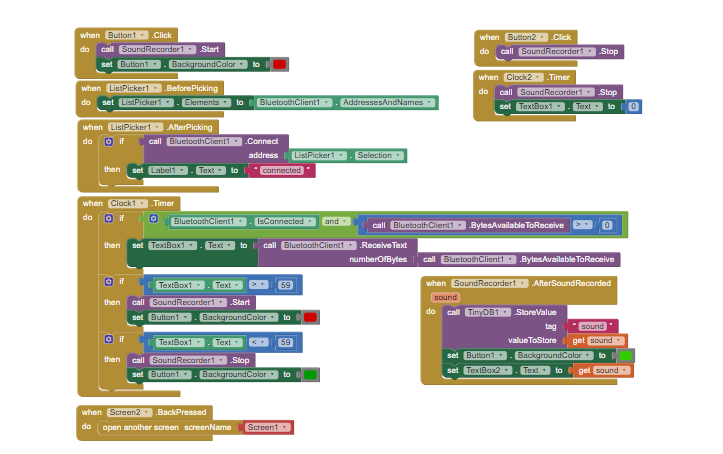 when Button1 .Click
do call SoundRecorder1 .Start
set Button1 . BackgroundColor to
when ListPicker1 .BeforePicking
do set ListPicker1 . Elements to BluetoothClient1 . AddressesAndNames
when ListPicker1 .AfterPicking
do if call BluetoothClient1 .Connect
address ListPicker1 . Selection
then set Label1 . Text to " connected "
when Clock1 .Timer
do if BluetoothClient1 . IsConnected and call BluetoothClient1 .BytesAvailableToReceive > 0
then set TextBox1 . Text to call BluetoothClient1 .ReceiveText
numberOfBytes call BluetoothClient1 .BytesAvailableToReceive
if TextBox1 . Text > 59
then call SoundRecorder1 .Start
set Button1 . BackgroundColor to
if TextBox1 . Text < 59
then call SoundRecorder1 .Stop
set Button1 . BackgroundColor to
when Screen2 .BackPressed
do open another screen screenName Screen1
when Button2 .Click
do call SoundRecorder1 .Stop
when Clock2 .Timer
do call SoundRecorder1 .Stop
set TextBox1 . Text to 0
when SoundRecorder1 .AfterSoundRecorded
sound
do call TinyDB1 .StoreValue
tag " sound "
valueToStore get sound
set Button1 . BackgroundColor to
set TextBox2 . Text to get sound